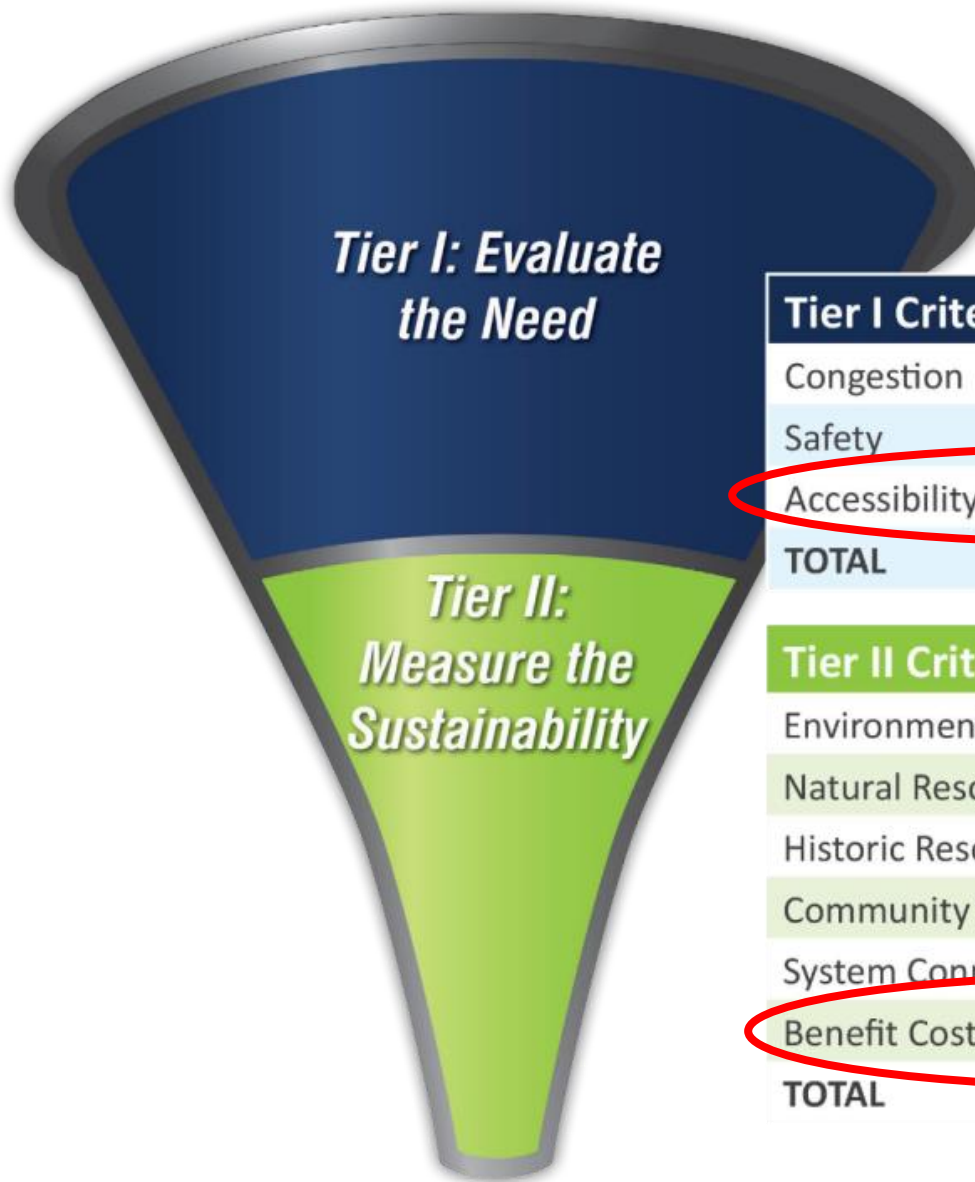 Tier I: Evaluate
the Need
Tier I Crite
Congestion
Safety
Accessibility
TOTAL
Tier II:
Measure the
Sustainability
Tier II Crit
Environmen
Natural Reso
Historic Reso
Community
System Conn
Benefit Cost
TOTAL